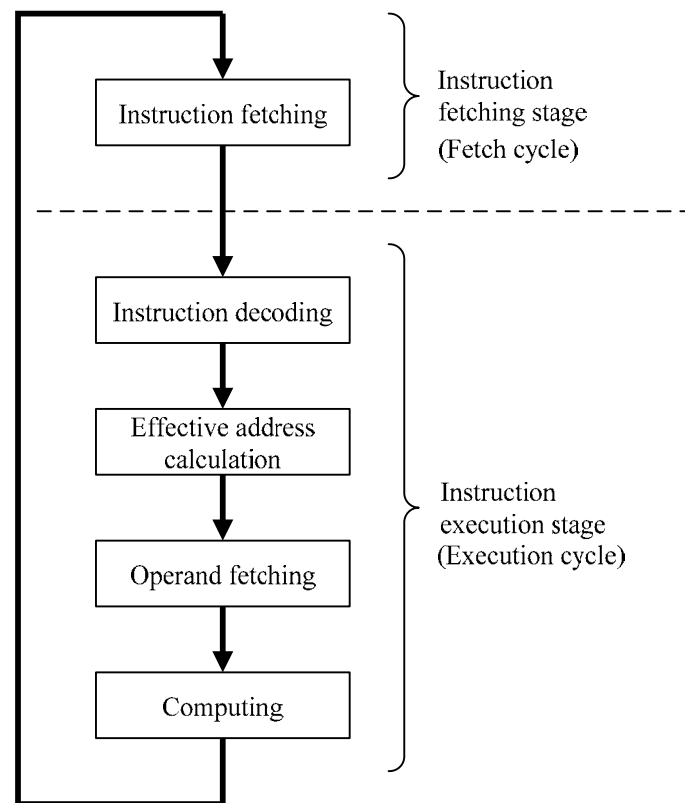 Instruction fetching
Instruction
fetching stage
(Fetch cycle)
Instruction decoding
Effective address
calculation
Operand fetching
Computing
Instruction
execution stage
(Execution cycle)